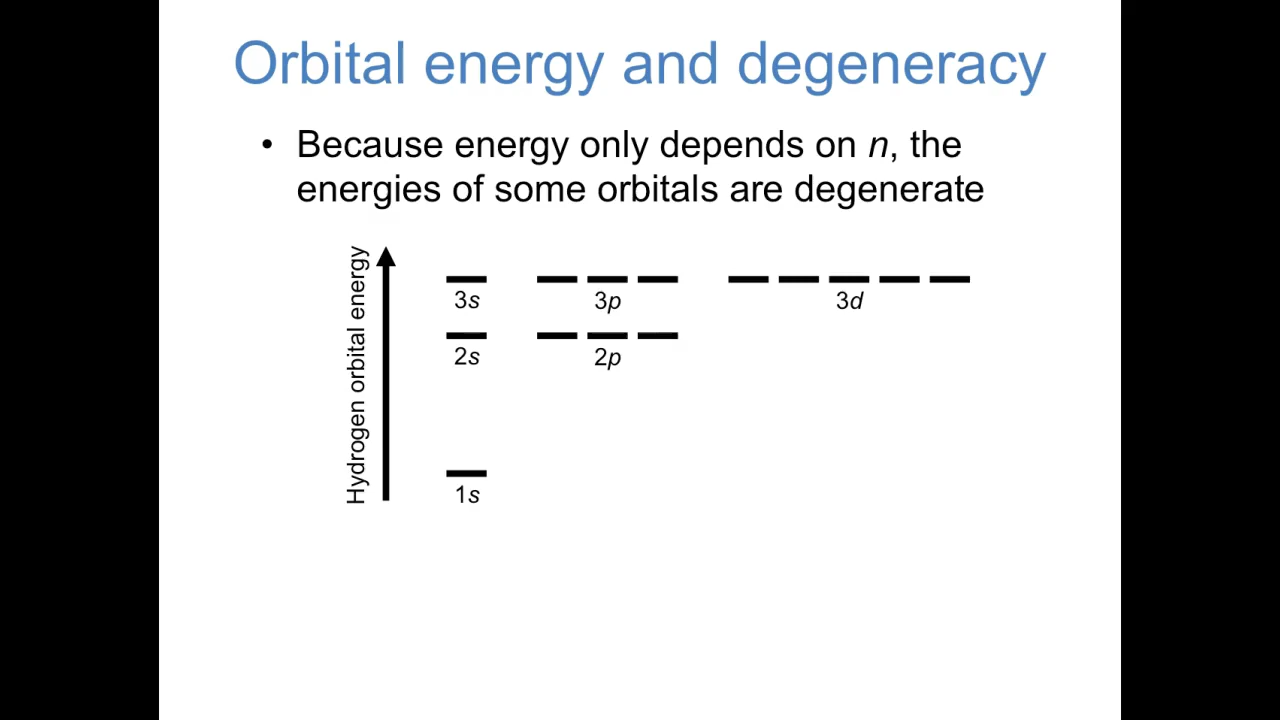 Orbital energy and degeneracy
• Because energy only depends on n, the
energies of some orbitals are degenerate
Hydrogen orbital energy
3s 3p 3d
2s 2p
1s